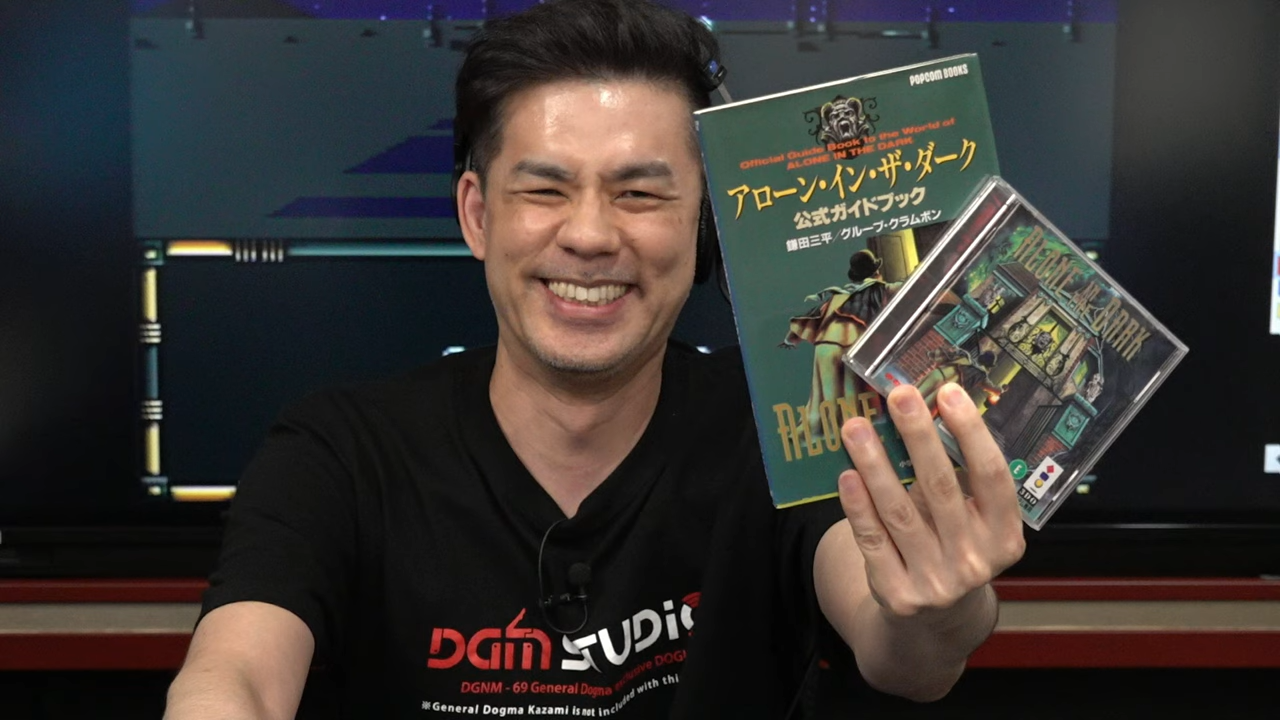 POPCOM BOOKS
Official Guide Book to the World of
ALONE IN THE DARK
アローン・イン・ザ・ダーク
公式ガイドブック
鎌田三平/グループ・クラムボン
ALONE
ALONE IN THE DARK
E
3DO
DGM STUDiO
DGNM - 69 General Dogma
※General Dogma Kazami is not included with this